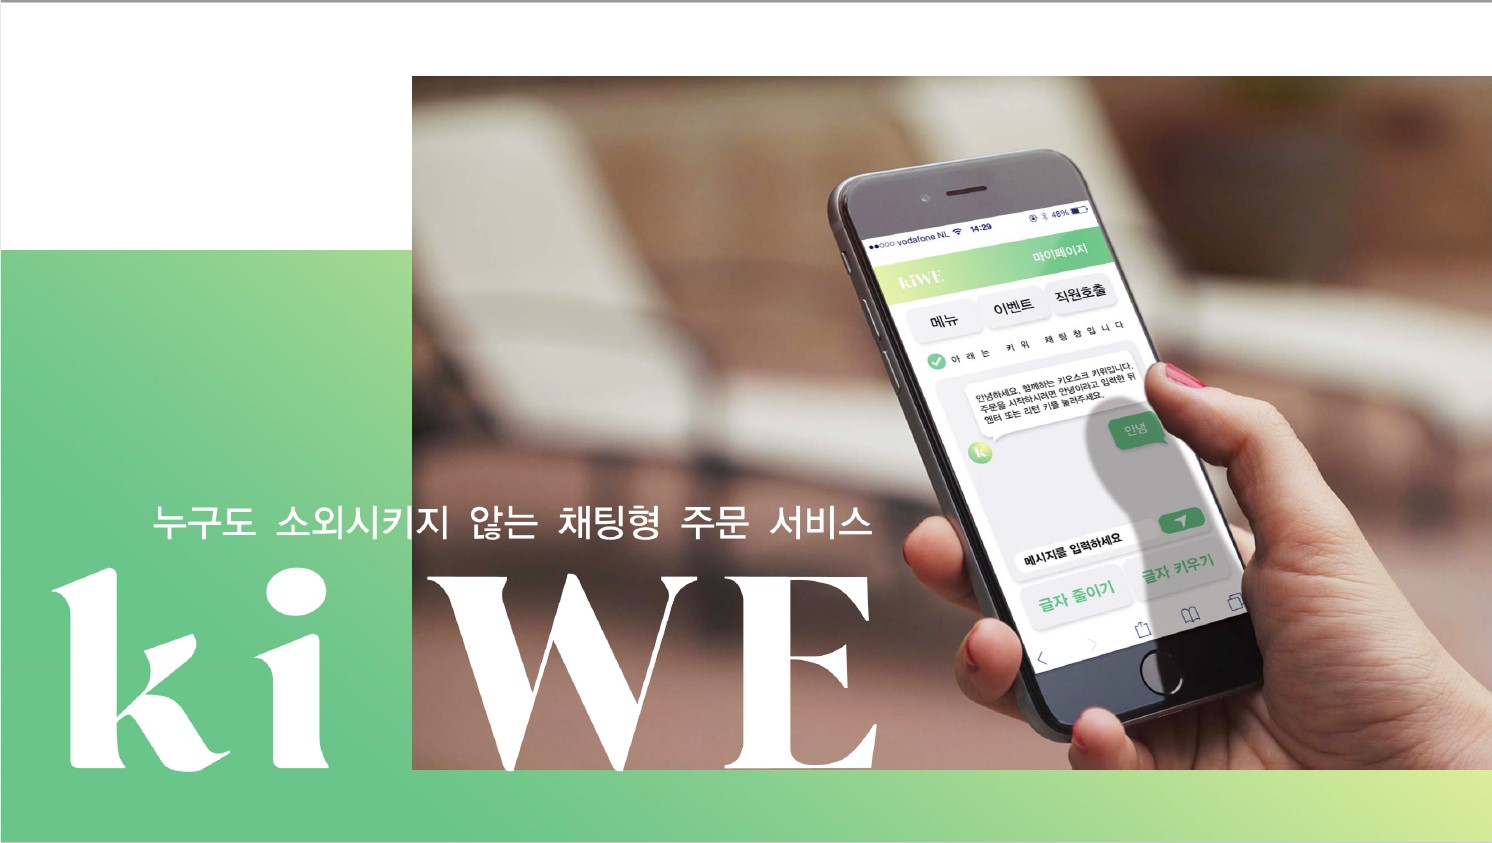 vodafone NL 14:29 48%
kiWE 마이페이지
메뉴 이벤트 직원호출
아래는 키위 채팅창입니다
안녕하세요, 함께하는 키오스크 키위입니다.
주문을 시작하시려면 안녕이라고 입력한 뒤
엔터 또는 리턴 키를 눌러주세요.
안녕
k
메시지를 입력하세요
글자 줄이기 글자 키우기
누구도 소외시키지 않는 채팅형 주문 서비스
kiWE